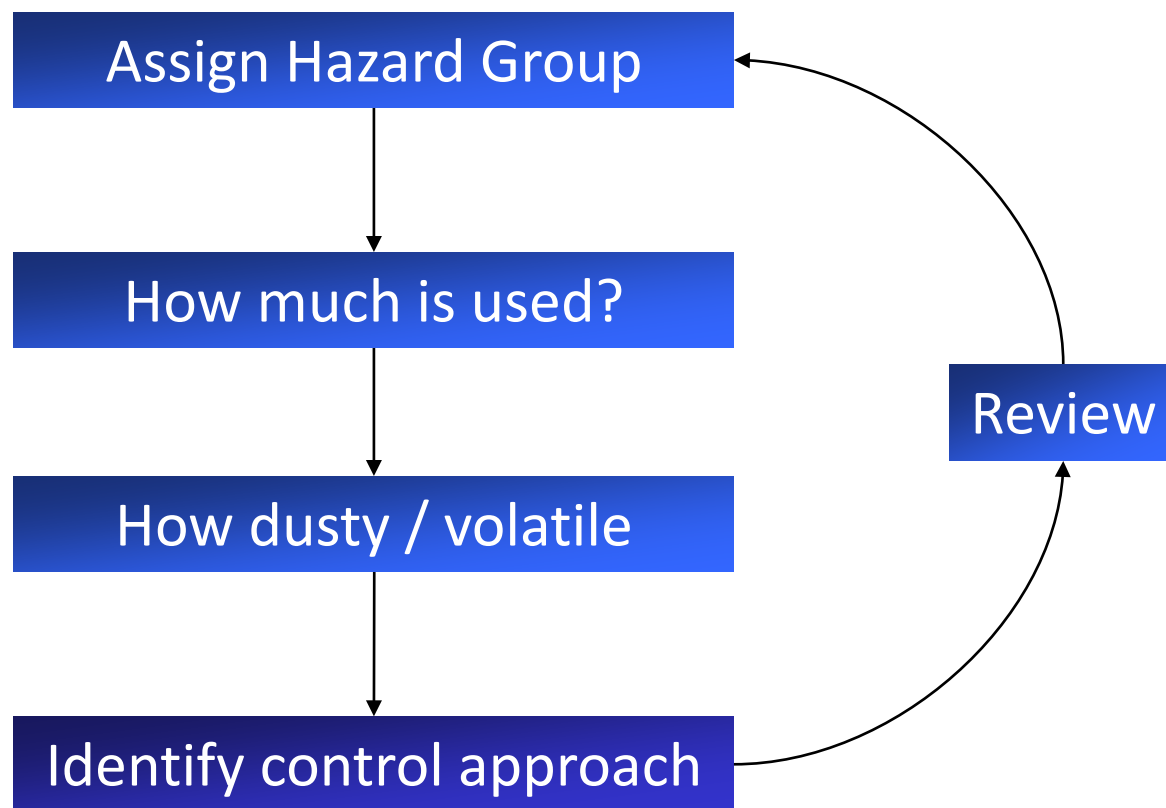 Assign Hazard Group
How much is used?
Review
How dusty / volatile
Identify control approach